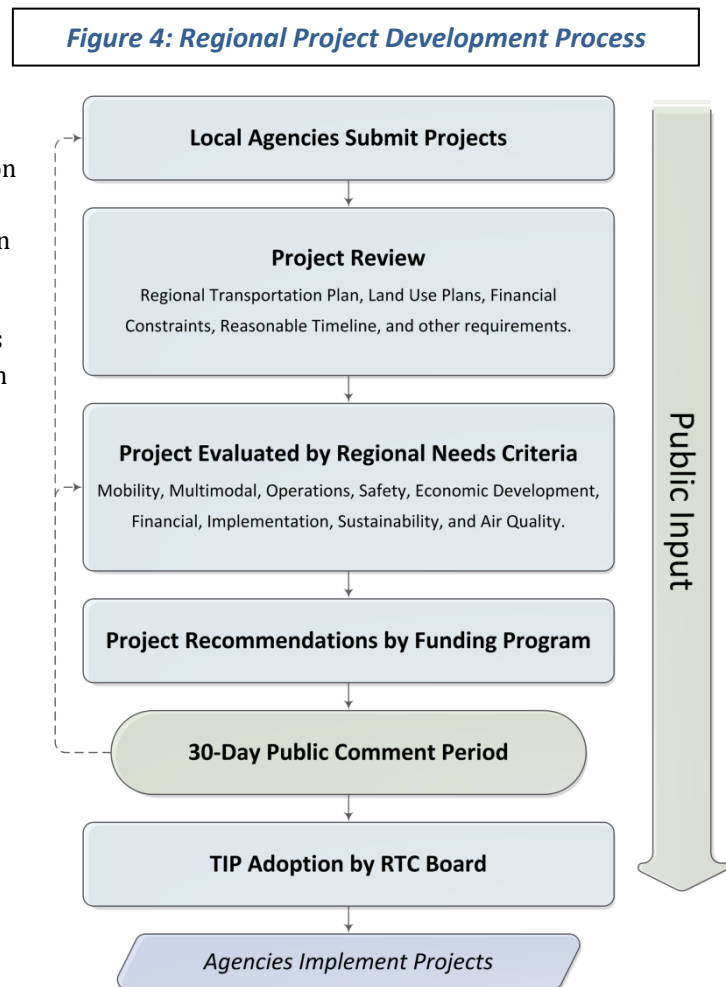 Figure 4: Regional Project Development Process
Local Agencies Submit Projects
on
n
s
n
Project Review
Regional Transportation Plan, Land Use Plans, Financial
Constraints, Reasonable Timeline, and other requirements.
Project Evaluated by Regional Needs Criteria
Mobility, Multimodal, Operations, Safety, Economic Development,
Financial, Implementation, Sustainability, and Air Quality.
Project Recommendations by Funding Program
30-Day Public Comment Period
TIP Adoption by RTC Board
Agencies Implement Projects
Public Input